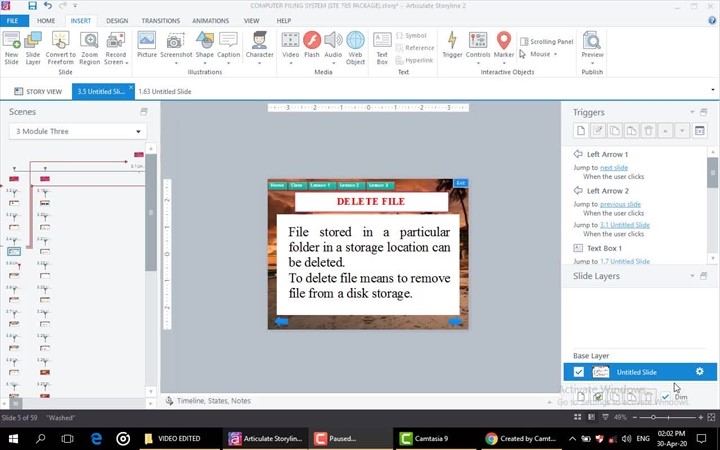 COMPUTER FILING SYSTEM (STE 765 PACKAGE).story* - Articulate Storyline 2
FILE HOME INSERT DESIGN TRANSITIONS ANIMATIONS VIEW HELP
New Slide
Slide Layer
Convert to Freeform
Record Screen
Picture
Screenshot
Shape
Caption
Character
Video
Flash
Audio
Web Object
Text Box
Symbol
Reference
Hyperlink
Trigger
Controls
Marker
Scrolling Panel
Mouse
Preview
Slide Illustrations Media Text Interactive Objects Publish
STORY VIEW 3.5 Untitled Sli... 1.63 Untitled Slide
Scenes
3 Module Three
Home Class Lesson 1 Lesson 2 Lesson 3 Exit
DELETE FILE
File stored in a particular
folder in a storage location can
be deleted.
To delete file means to remove
file from a disk storage.
Timeline, States, Notes
Triggers
Left Arrow 1
Jump to next slide
When the user clicks
Left Arrow 2
Jump to previous slide
When the user clicks
Jump to 3.1 Untitled Slide
When the user clicks
Text Box 1
Jump to 1.7 Untitled Slide
Slide Layers
Base Layer
Untitled Slide
Activate Windows
Go to Settings to activate Windows.
Dim
Slide 5 of 59 "Washed" 49%
VIDEO EDITED Articulate Storylin... Paused... Camtasia 9 Created by Camt... ENG
02:02 PM
30-Apr-20